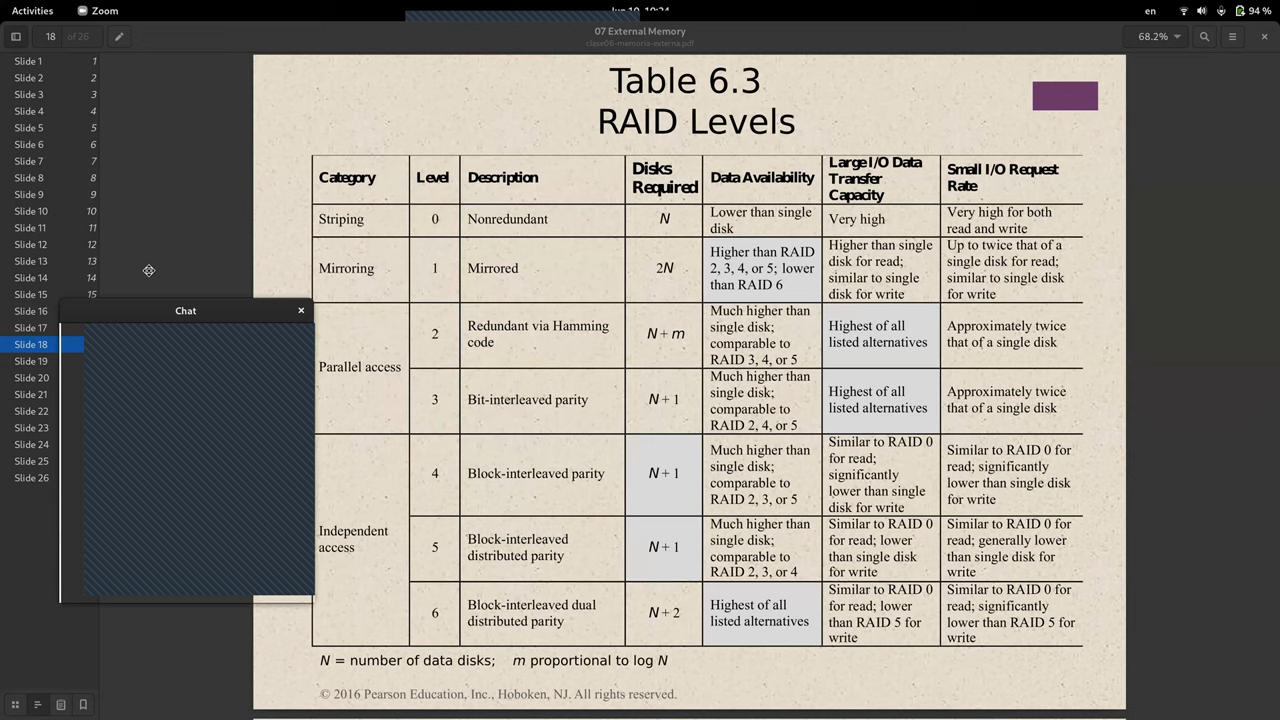 Activities
Zoom
en
94 %
18
of 26
07 External Memory
clase06-memoria-externa.pdf
68.2%
Slide 1 1
Slide 2 2
Slide 3 3
Slide 4 4
Slide 5 5
Slide 6 6
Slide 7 7
Slide 8 8
Slide 9 9
Slide 10 10
Slide 11 11
Slide 12 12
Slide 13 13
Slide 14 14
Slide 15 15
Slide 16
Slide 17
Slide 18
Slide 19
Slide 20
Slide 21
Slide 22
Slide 23
Slide 24
Slide 25
Slide 26
Chat
Table 6.3
RAID Levels
Category
Level
Description
Disks
Required
Data Availability
Large I/O Data
Transfer
Capacity
Small I/O Request
Rate
Striping
0
Nonredundant
N
Lower than single
disk
Very high
Very high for both
read and write
Mirroring
1
Mirrored
2N
Higher than RAID
2, 3, 4, or 5; lower
than RAID 6
Higher than single
disk for read;
similar to single
disk for write
Up to twice that of a
single disk for read;
similar to single disk
for write
Parallel access
2
Redundant via Hamming
code
N + m
Much higher than
single disk;
comparable to
RAID 3, 4, or 5
Highest of all
listed alternatives
Approximately twice
that of a single disk
3
Bit-interleaved parity
N + 1
Much higher than
single disk;
comparable to
RAID 2, 4, or 5
Highest of all
listed alternatives
Approximately twice
that of a single disk
Independent
access
4
Block-interleaved parity
N + 1
Much higher than
single disk;
comparable to
RAID 2, 3, or 5
Similar to RAID 0
for read;
significantly
lower than single
disk for write
Similar to RAID 0 for
read; significantly
lower than single disk
for write
5
Block-interleaved
distributed parity
N + 1
Much higher than
single disk;
comparable to
RAID 2, 3, or 4
Similar to RAID 0
for read; lower
than single disk
for write
Similar to RAID 0 for
read; generally lower
than single disk for
write
6
Block-interleaved dual
distributed parity
N + 2
Highest of all
listed alternatives
Similar to RAID 0
for read; lower
than RAID 5 for
write
Similar to RAID 0 for
read; significantly
lower than RAID 5 for
write
N = number of data disks; m proportional to log N
© 2016 Pearson Education, Inc., Hoboken, NJ. All rights reserved.